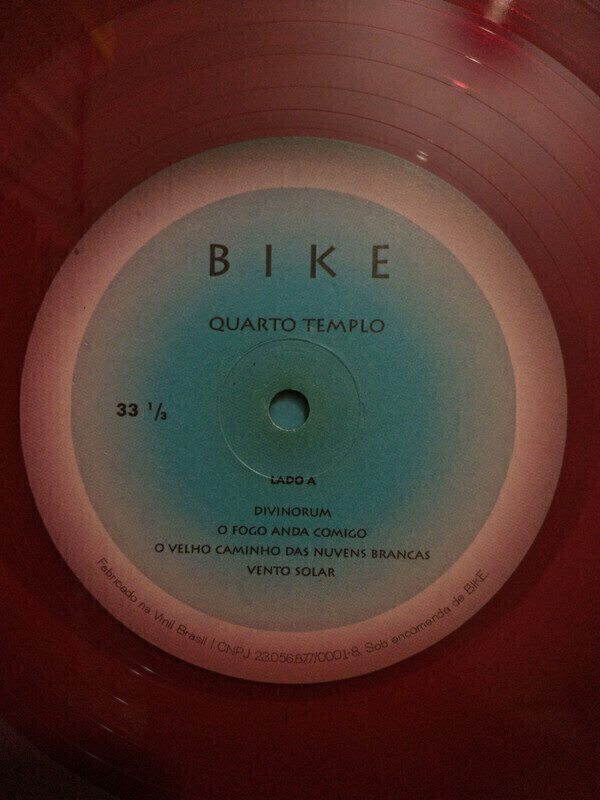 BIKE
QUARTO TEMPLO
33 1/3
LADO A
DIVINORUM
O FOGO ANDA COMIGO
O VELHO CAMINHO DAS NUVENS BRANCAS
VENTO SOLAR
Fabricado na Vinil Brasil / CNPJ 23.056.877/0001-8. Sob encomenda de BIKE.